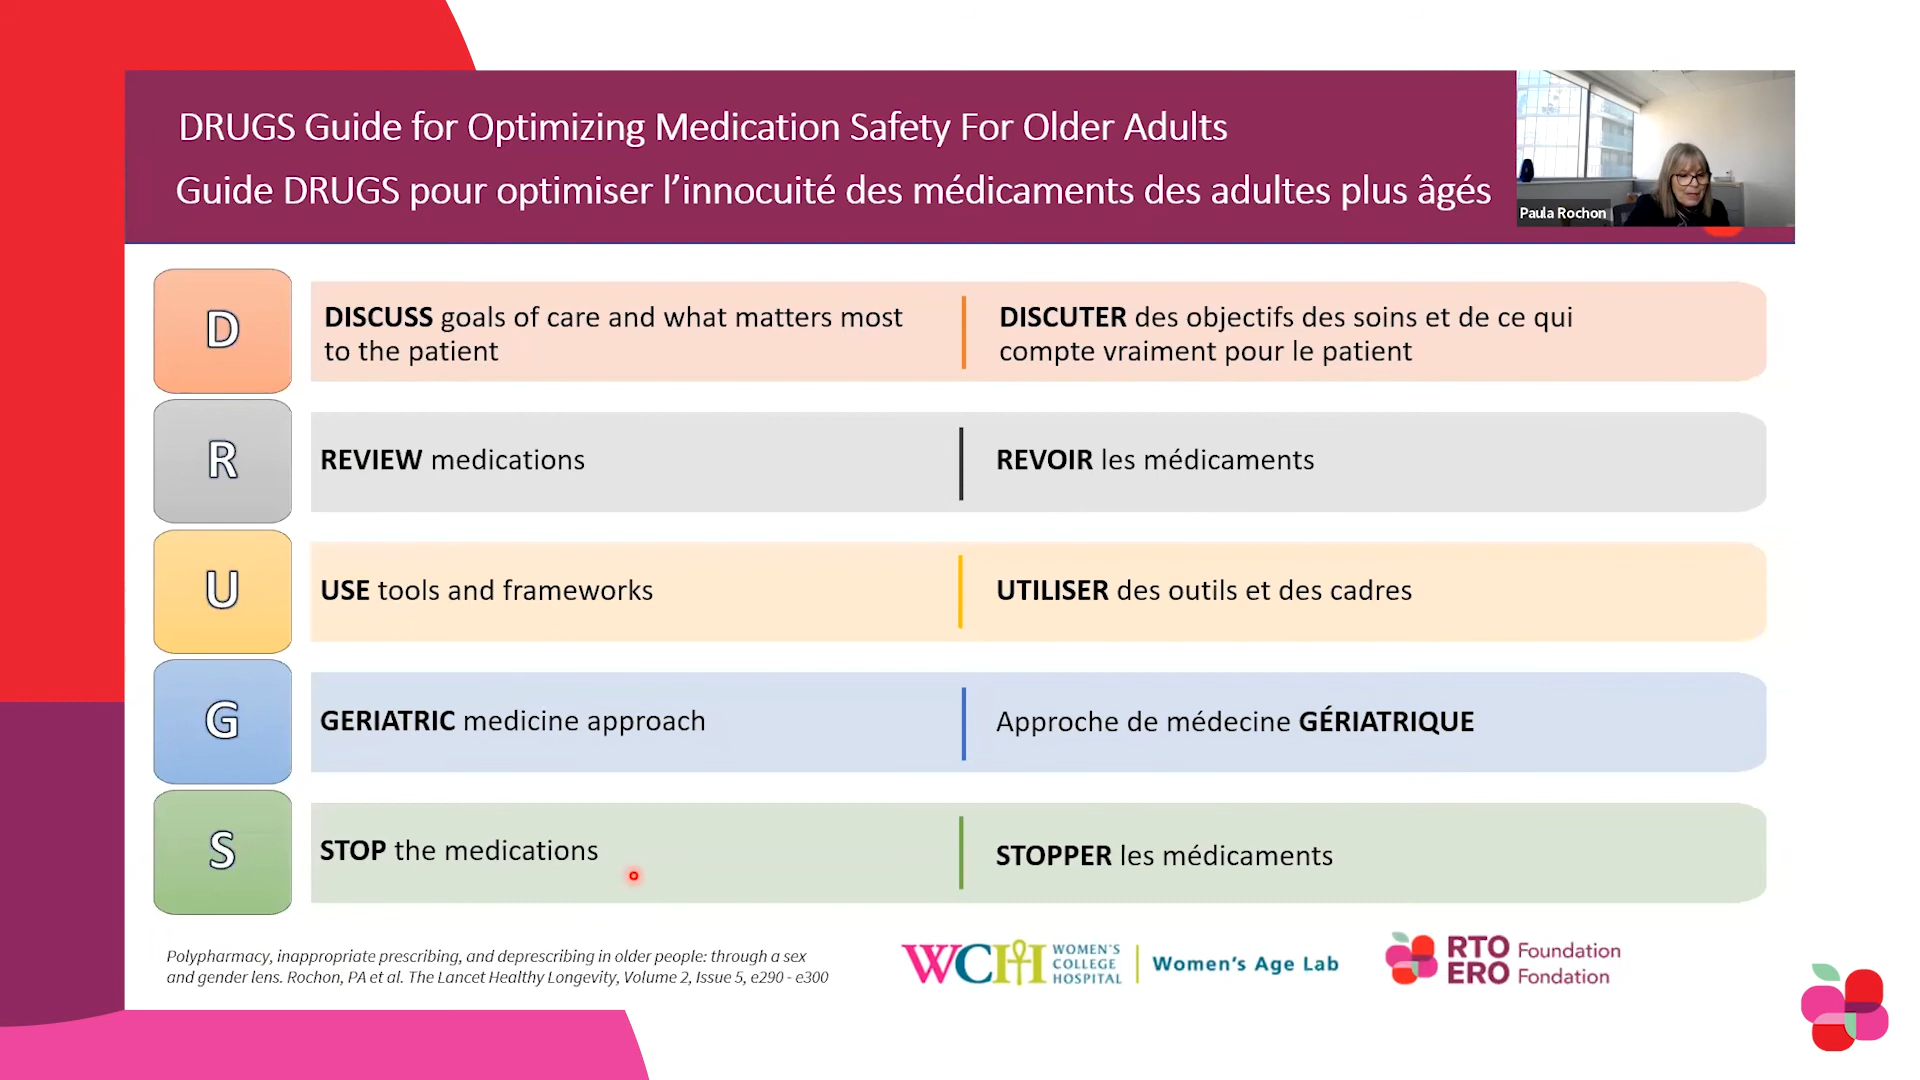 DRUGS Guide for Optimizing Medication Safety For Older Adults
Guide DRUGS pour optimiser l’innocuité des médicaments des adultes plus âgés
Paula Rochon
D
DISCUSS goals of care and what matters most
to the patient
DISCUTER des objectifs des soins et de ce qui
compte vraiment pour le patient
R
REVIEW medications
REVOIR les médicaments
U
USE tools and frameworks
UTILISER des outils et des cadres
G
GERIATRIC medicine approach
Approche de médecine GÉRIATRIQUE
S
STOP the medications
STOPPER les médicaments
Polypharmacy, inappropriate prescribing, and deprescribing in older people: through a sex
and gender lens. Rochon, PA et al. The Lancet Healthy Longevity, Volume 2, Issue 5, e290 - e300
WCH
WOMEN'S
COLLEGE
HOSPITAL
Women's Age Lab
RTO
ERO
Foundation
Fondation